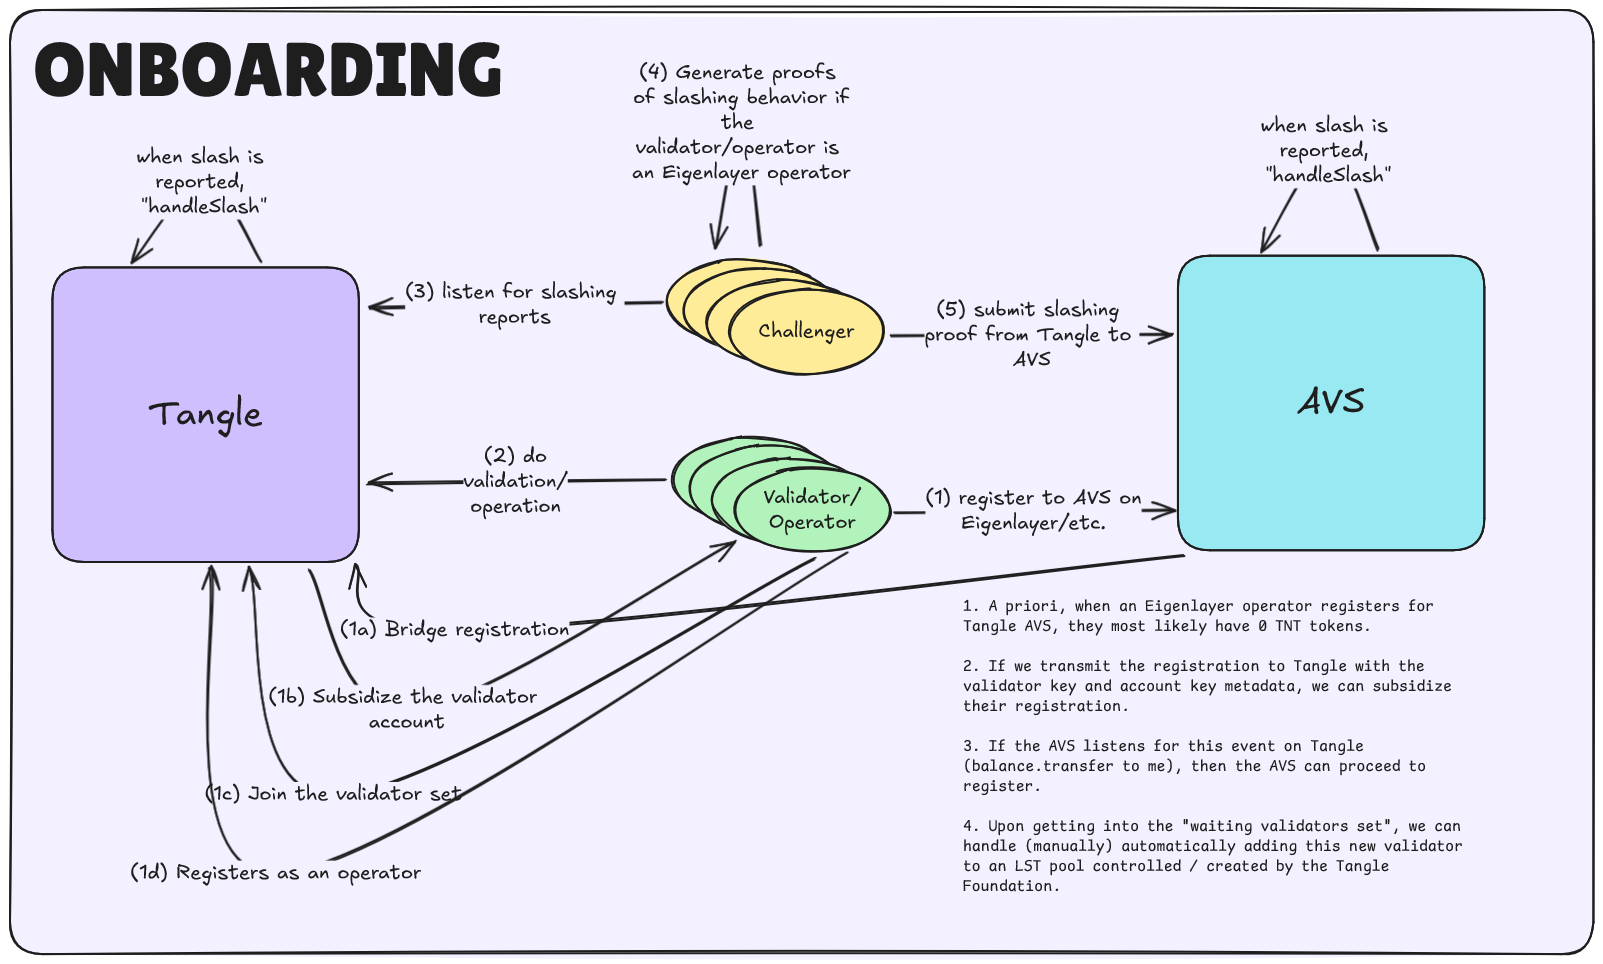 ONBOARDING
(4) Generate proofs
of slashing behavior if
the
validator/operator is
an Eigenlayer operator
when slash is
reported,
"handleSlash"
when slash is
reported,
"handleSlash"
(3) listen for slashing
reports
Challenger
(5) submit slashing
proof from Tangle to
AVS
Tangle
AVS
(2) do
validation/
operation
Validator/
Operator
(1) register to AVS on
Eigenlayer/etc.
(1a) Bridge registration
(1b) Subsidize the validator
account
(1c) Join the validator set
(1d) Registers as an operator
1. A priori, when an Eigenlayer operator registers for
Tangle AVS, they most likely have 0 TNT tokens.
2. If we transmit the registration to Tangle with the
validator key and account key metadata, we can subsidize
their registration.
3. If the AVS listens for this event on Tangle
(balance.transfer to me), then the AVS can proceed to
register.
4. Upon getting into the "waiting validators set", we can
handle (manually) automatically adding this new validator
to an LST pool controlled / created by the Tangle
Foundation.